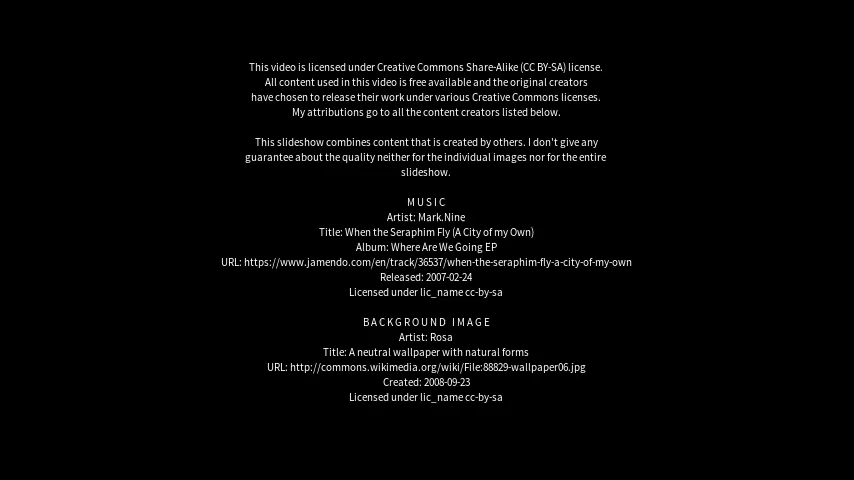 This video is licensed under Creative Commons Share-Alike (CC BY-SA) license.
All content used in this video is free available and the original creators
have chosen to release their work under various Creative Commons licenses.
My attributions go to all the content creators listed below.
This slideshow combines content that is created by others. I don't give any
guarantee about the quality neither for the individual images nor for the entire
slideshow.
MUSIC
Artist: Mark.Nine
Title: When the Seraphim Fly (A City of my Own)
Album: Where Are We Going EP
URL: https://www.jamendo.com/en/track/36537/when-the-seraphim-fly-a-city-of-my-own
Released: 2007-02-24
Licensed under lic_name cc-by-sa
BACKGROUND IMAGE
Artist: Rosa
Title: A neutral wallpaper with natural forms
URL: http://commons.wikimedia.org/wiki/File:88829-wallpaper06.jpg
Created: 2008-09-23
Licensed under lic_name cc-by-sa